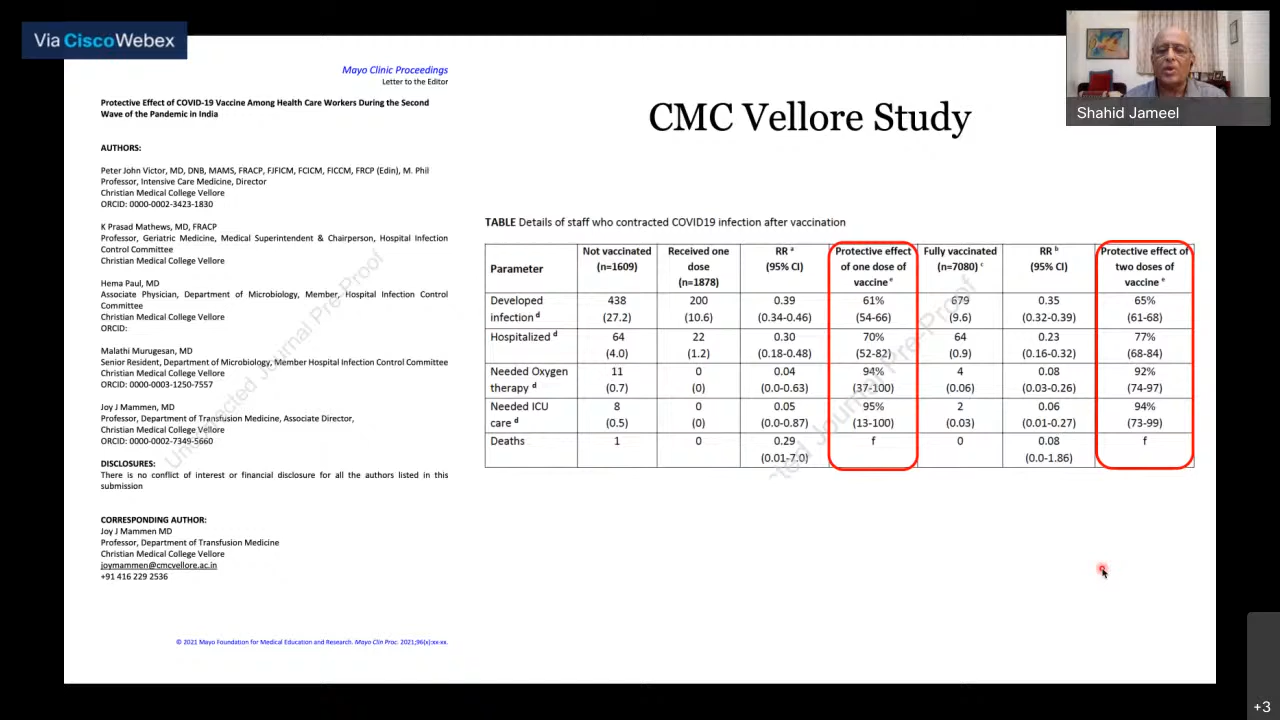 Via Cisco Webex
Shahid Jameel
Mayo Clinic Proceedings
Letter to the Editor
Protective Effect of COVID-19 Vaccine Among Health Care Workers During the Second
Wave of the Pandemic in India
AUTHORS:
Peter John Victor, MD, DNB, MAMS, FRACP, FJFICM, FCICM, FICCM, FRCP (Edin), M. Phil
Professor, Intensive Care Medicine, Director
Christian Medical College Vellore
ORCID: 0000-0002-3423-1830
K Prasad Mathews, MD, FRACP
Professor, Geriatric Medicine, Medical Superintendent & Chairperson, Hospital Infection
Control Committee
Christian Medical College Vellore
Hema Paul, MD
Associate Physician, Department of Microbiology, Member, Hospital Infection Control
Committee
Christian Medical College Vellore
ORCID:
Malathi Murugesan, MD
Senior Resident, Department of Microbiology, Member Hospital Infection Control Committee
Christian Medical College Vellore
ORCID: 0000-0003-1250-7557
Joy J Mammen, MD
Professor, Department of Transfusion Medicine, Associate Director,
Christian Medical College Vellore
ORCID: 0000-0002-7349-5660
DISCLOSURES:
There is no conflict of interest or financial disclosure for all the authors listed in this
submission
CORRESPONDING AUTHOR:
Joy J Mammen MD
Professor, Department of Transfusion Medicine
Christian Medical College Vellore
joymammen@cmcvellore.ac.in
+91 416 229 2536
© 2021 Mayo Foundation for Medical Education and Research. Mayo Clin Proc. 2021;96(x):xx-xx.
CMC Vellore Study
TABLE Details of staff who contracted COVID19 infection after vaccination
Parameter | Not vaccinated (n=1609) | Received one dose (n=1878) | RR a (95% CI) | Protective effect of one dose of vaccine e | Fully vaccinated (n=7080) c | RR b (95% CI) | Protective effect of two doses of vaccine e
Developed infection d | 438 (27.2) | 200 (10.6) | 0.39 (0.34-0.46) | 61% (54-66) | 679 (9.6) | 0.35 (0.32-0.39) | 65% (61-68)
Hospitalized d | 64 (4.0) | 22 (1.2) | 0.30 (0.18-0.48) | 70% (52-82) | 64 (0.9) | 0.23 (0.16-0.32) | 77% (68-84)
Needed Oxygen therapy d | 11 (0.7) | 0 (0) | 0.04 (0.0-0.63) | 94% (37-100) | 4 (0.06) | 0.08 (0.03-0.26) | 92% (74-97)
Needed ICU care d | 8 (0.5) | 0 (0) | 0.05 (0.0-0.87) | 95% (13-100) | 2 (0.03) | 0.06 (0.01-0.27) | 94% (73-99)
Deaths | 1 | 0 | 0.29 (0.01-7.0) | f | 0 | 0.08 (0.0-1.86) | f
Journal Pre-Proof
Journal Pre-Proof
+3